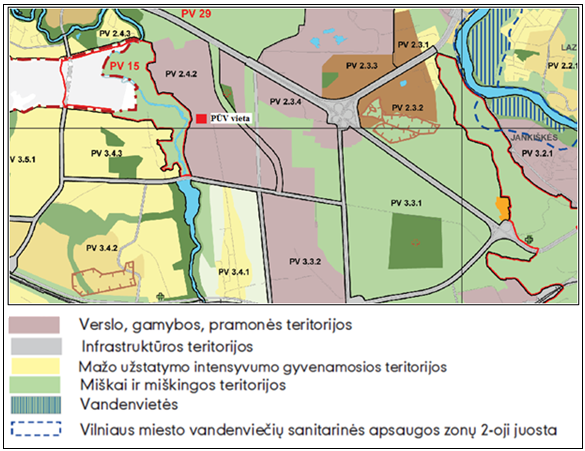 PV 29
PV 2.4.3
PV 2.3.1
LAZ
PV 15
PV 2.4.2
PV 2.3.3
PV 2.2.1
PV 2.3.4
PV 2.3.2
PŪV vieta
JANKIŠKĖS
PV 3.4.3
PV 3.2.1
PV 3.5.1
PV 3.3.1
PV 3.4.2
PV 3.3.2
PV 3.4.1
Verslo, gamybos, pramonės teritorijos
Infrastruktūros teritorijos
Mažo užstatymo intensyvumo gyvenamosios teritorijos
Miškai ir miškingos teritorijos
Vandenvietės
Vilniaus miesto vandenviečių sanitarinės apsaugos zonų 2-oji juosta